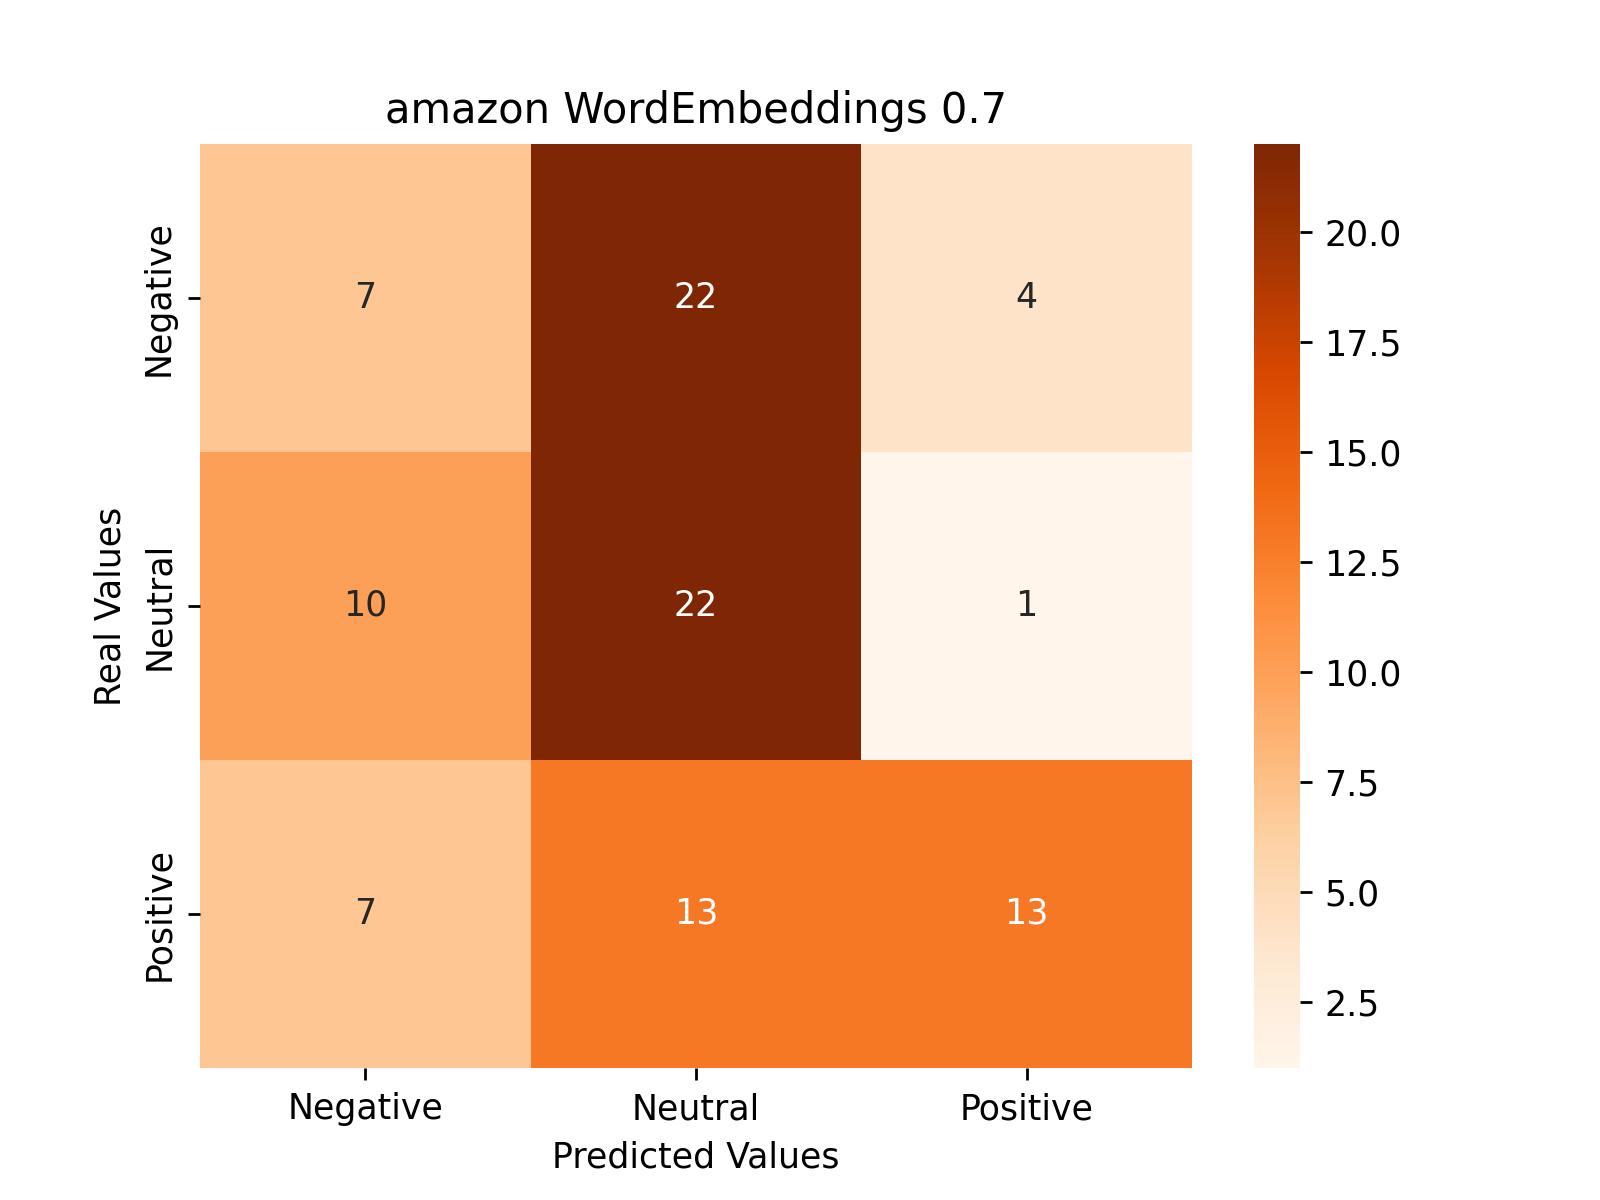 amazon WordEmbeddings 0.7
Real Values
Negative
7
22
4
Neutral
10
22
1
Positive
7
13
13
Negative
Neutral
Positive
Predicted Values
20.0
17.5
15.0
12.5
10.0
7.5
5.0
2.5